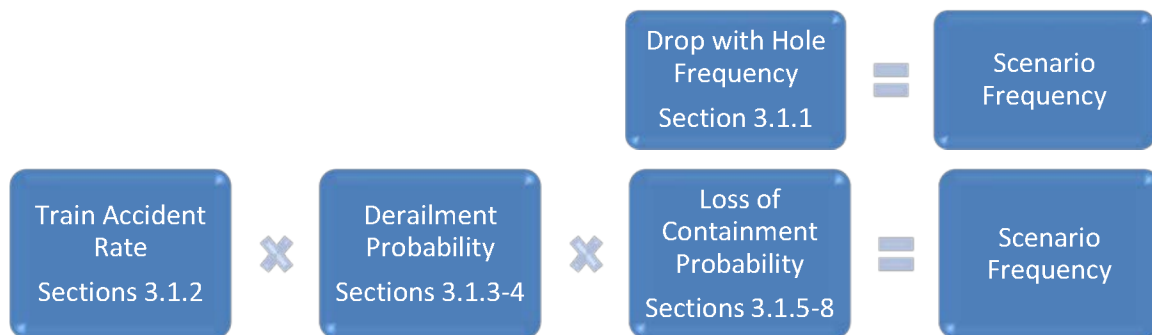 Drop with Hole
Frequency
Section 3.1.1
=
Scenario
Frequency
Train Accident
Rate
Sections 3.1.2
×
Derailment
Probability
Sections 3.1.3-4
×
Loss of
Containment
Probability
Sections 3.1.5-8
=
Scenario
Frequency